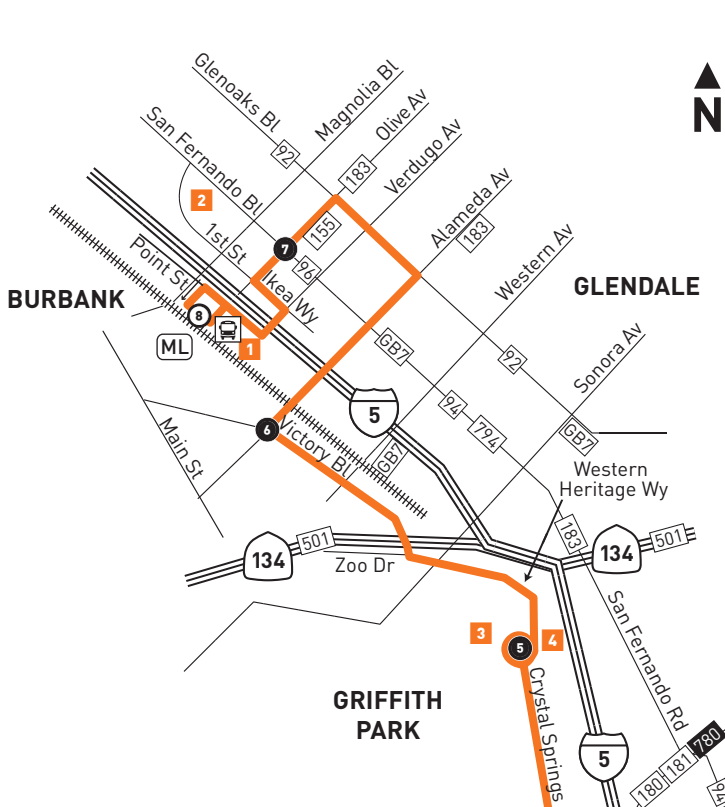 Glenoaks Bl
Magnolia Bl
Olive Av
Verdugo Av
Alameda Av
Western Av
Sonora Av
San Fernando Bl
N
92
183
2
155
183
7
96
1st St
Ikea Wy
Point St
BURBANK
GLENDALE
8
1
ML
GB7
92
5
94
794
GB7
6
Victory Bl
GB7
Main St
Western
Heritage Wy
134
501
Zoo Dr
183
134
501
3
5
4
San Fernando Rd
GRIFFITH
PARK
Crystal Springs
5
180
181
780
94